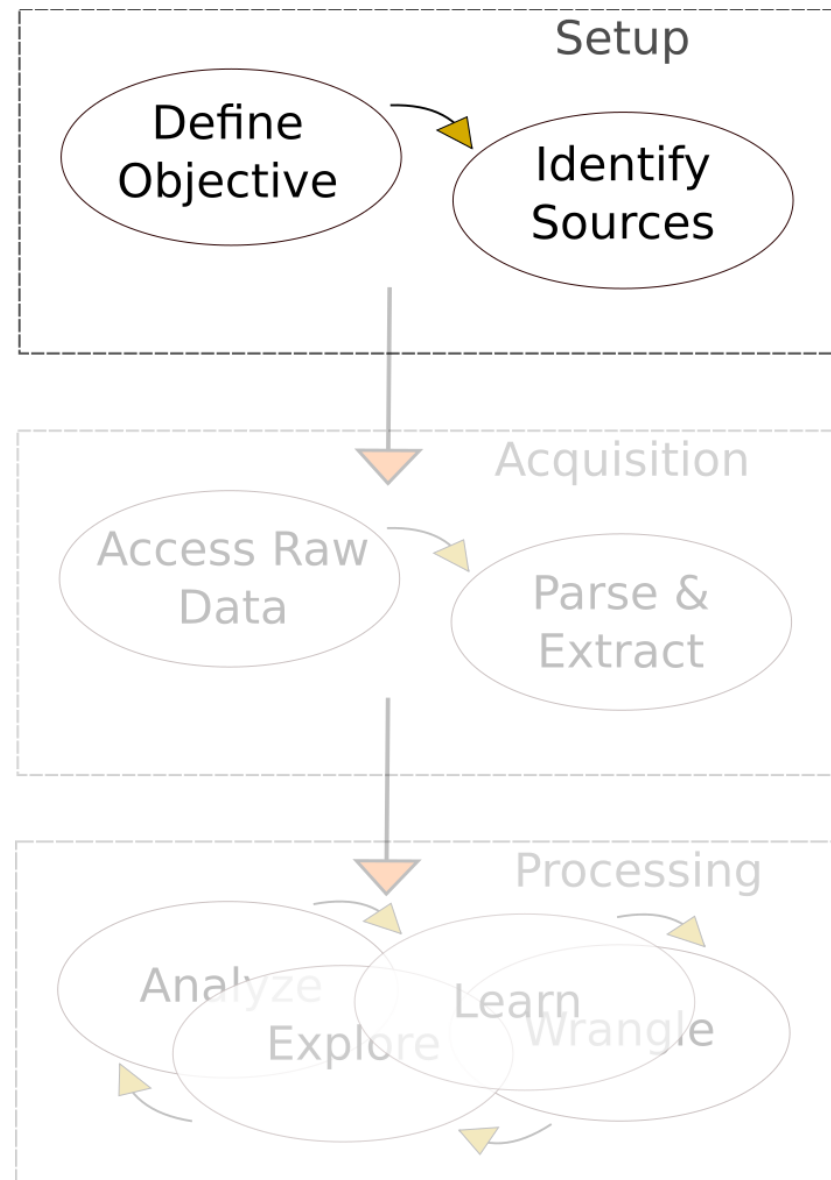 Setup
Define
Objective
Identify
Sources
Acquisition
Access Raw
Data
Parse &
Extract
Processing
Analyze
Explore
Learn
Wrangle